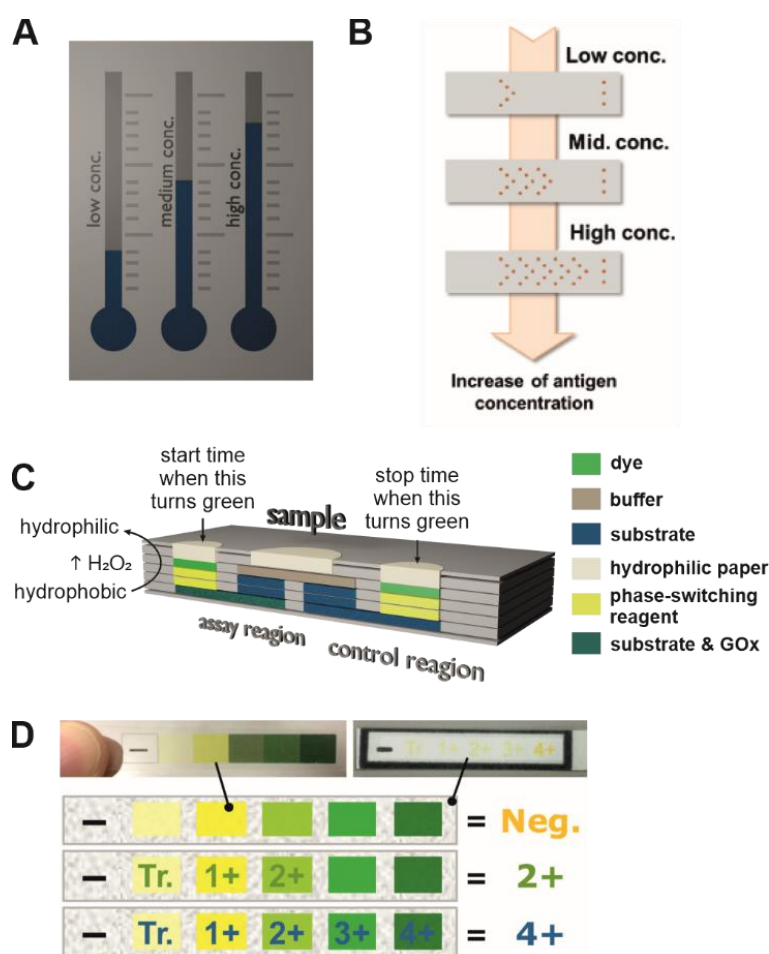 A
low conc.
medium conc.
high conc.
B
Low conc.
Mid. conc.
High conc.
Increase of antigen
concentration
C
start time
when this
turns green
stop time
when this
turns green
sample
hydrophilic
↑ H₂O₂
hydrophobic
assay reagion
control reagion
dye
buffer
substrate
hydrophilic paper
phase-switching
reagent
substrate & GOx
D
–
– Tr. 1+ 2+ 3+ 4+
– = Neg.
– Tr. 1+ 2+ = 2+
– Tr. 1+ 2+ 3+ 4+ = 4+